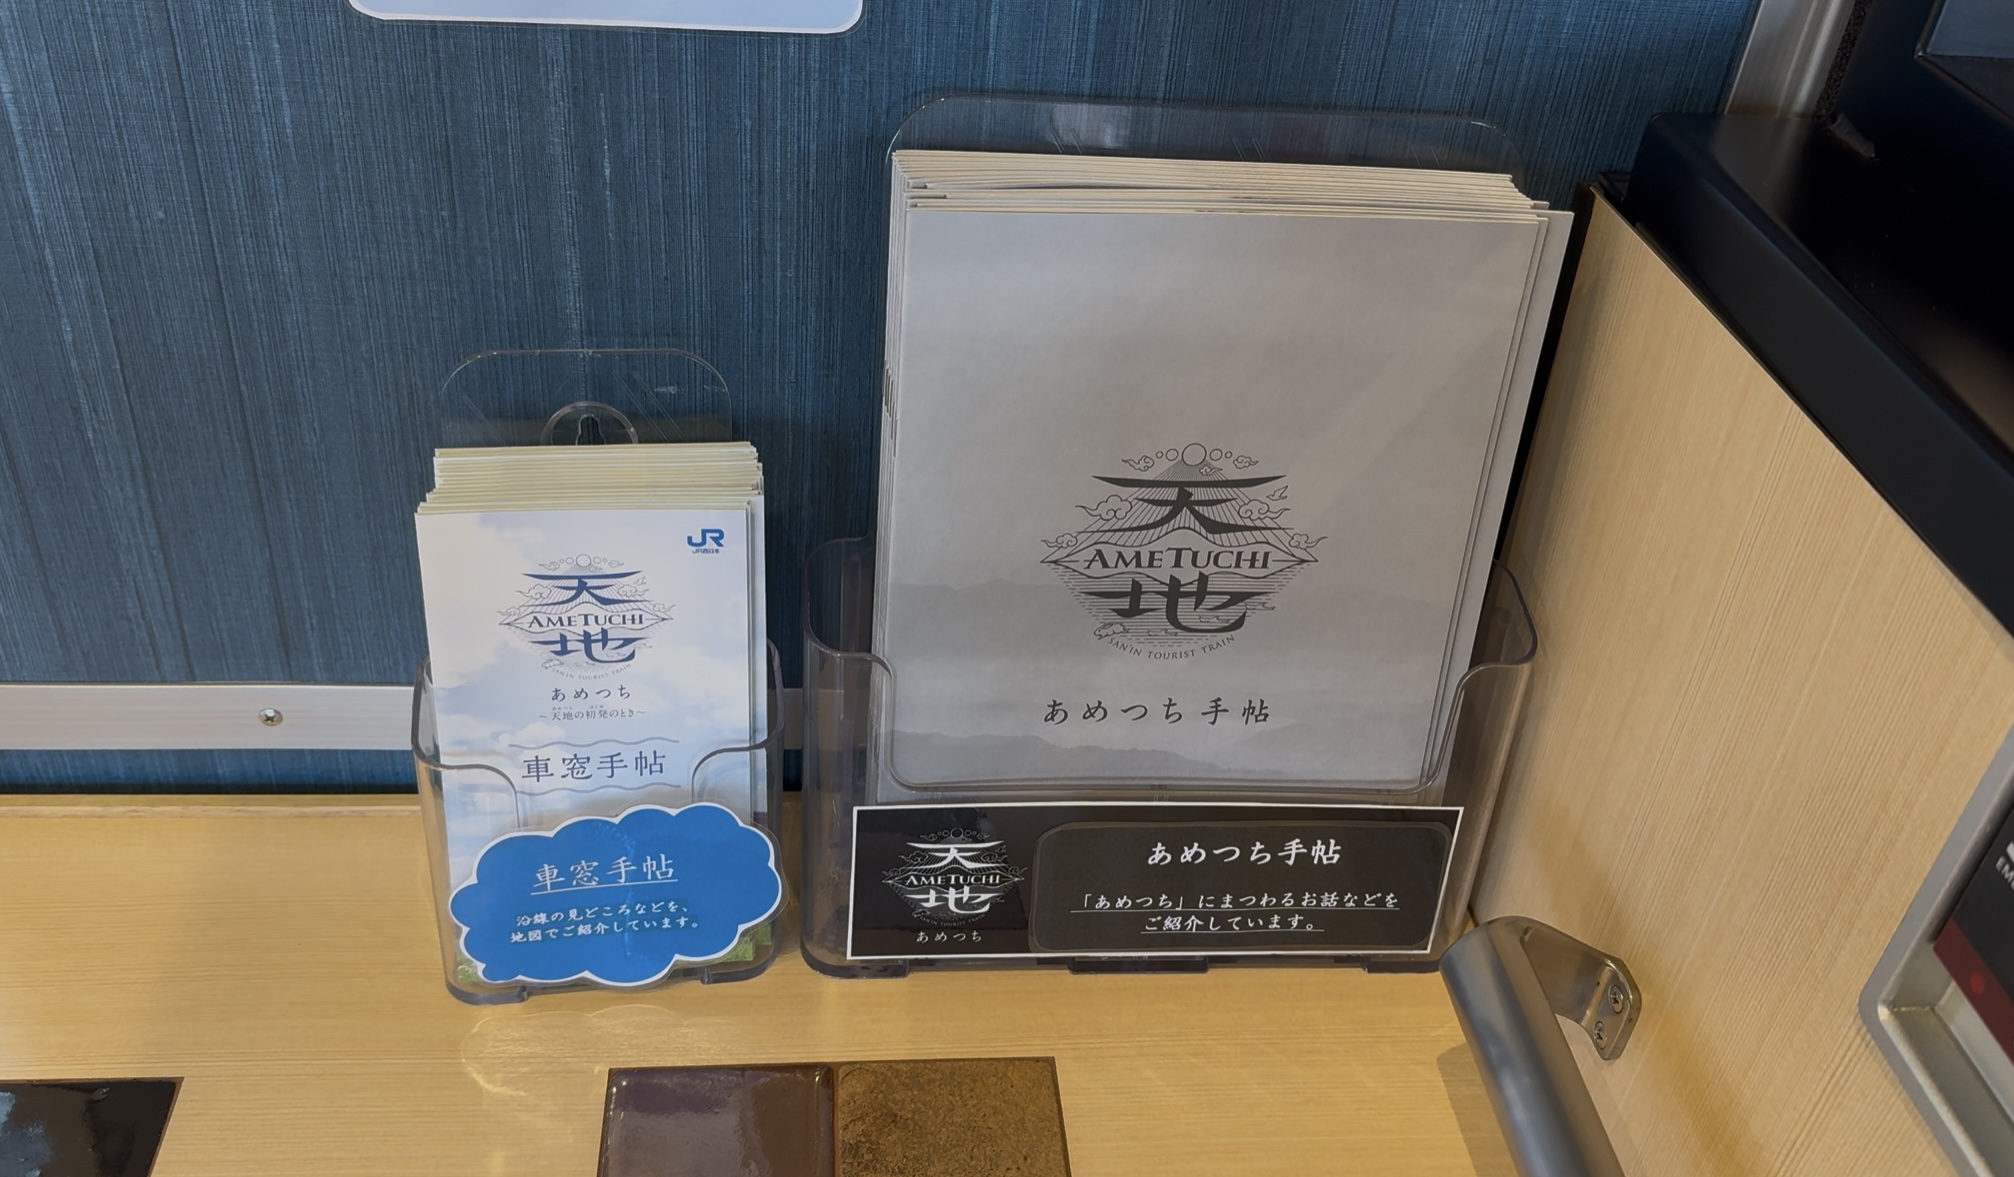 JR
JR西日本
天
AMETUCHI
地
SAN'IN TOURIST TRAIN
あめつち
～天地の初発のとき～
車窓手帖
車窓手帖
沿線の見どころなどを、
地図でご紹介しています。
天
AMETUCHI
地
SAN'IN TOURIST TRAIN
あめつち手帖
天
AMETUCHI
地
あめつち
あめつち手帖
「あめつち」にまつわるお話などを
ご紹介しています。